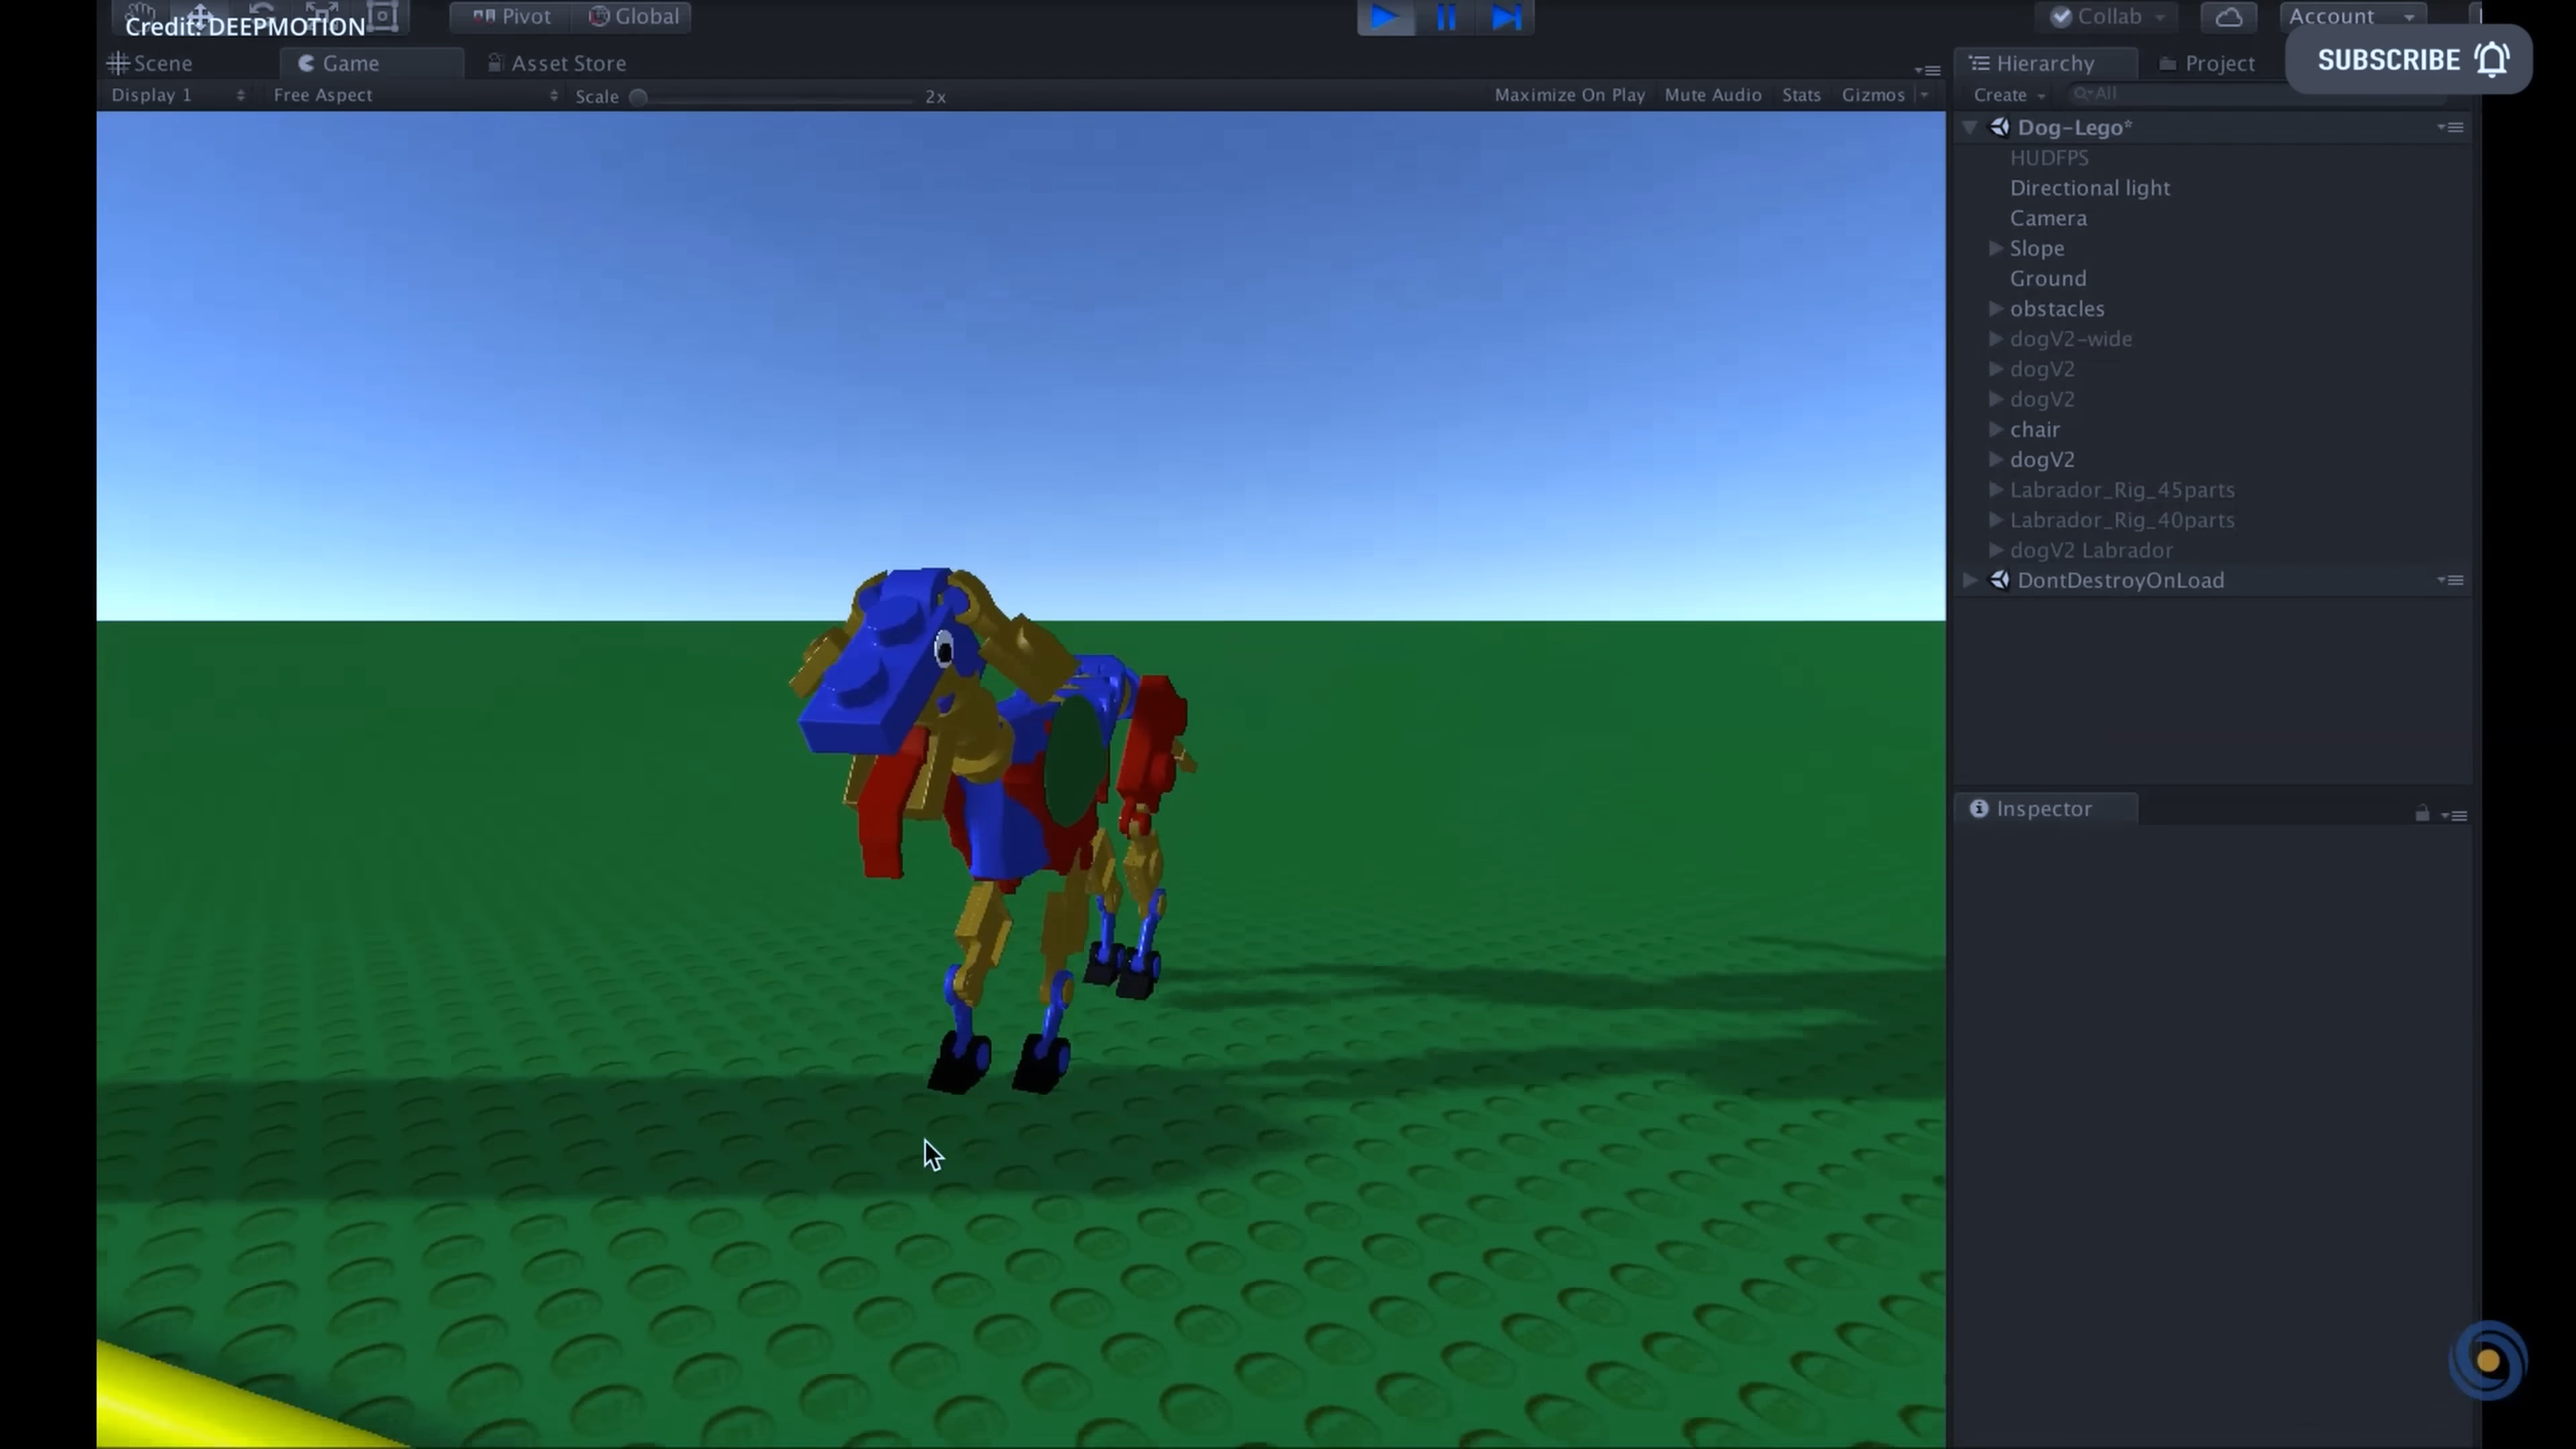 Credit: DEEPMOTION
Pivot
Global
Collab
Account
SUBSCRIBE
Scene
Game
Asset Store
Hierarchy
Project
Display 1
Free Aspect
Scale
2x
Maximize On Play
Mute Audio
Stats
Gizmos
Create
All
Dog-Lego*
HUDFPS
Directional light
Camera
Slope
Ground
obstacles
dogV2-wide
dogV2
dogV2
chair
dogV2
Labrador_Rig_45parts
Labrador_Rig_40parts
dogV2 Labrador
DontDestroyOnLoad
Inspector